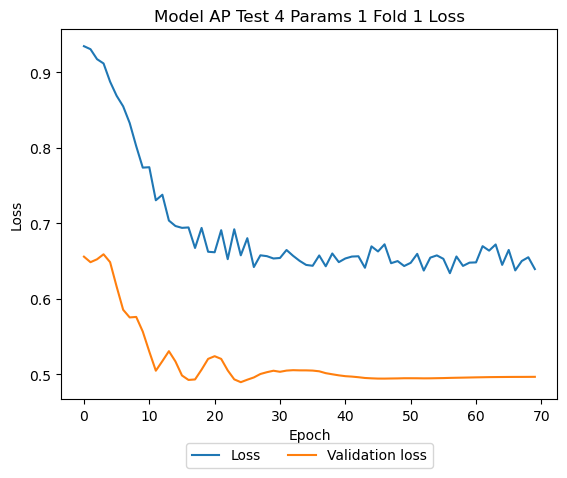 Model AP Test 4 Params 1 Fold 1 Loss
0.9
0.8
0.7
0.6
0.5
Loss
0 10 20 30 40 50 60 70
Epoch
Loss Validation loss